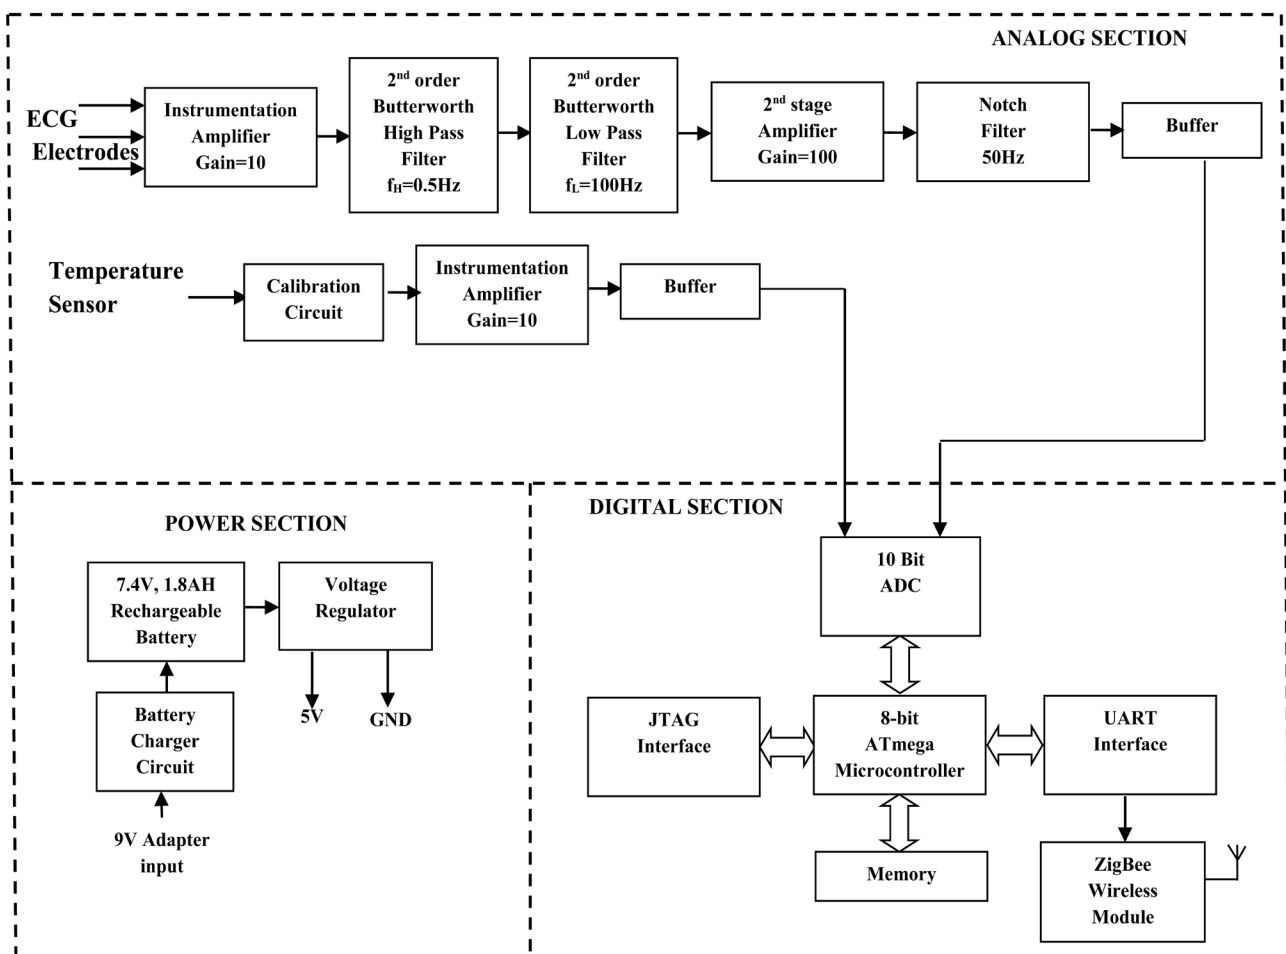 ANALOG SECTION
ECG
Electrodes
Instrumentation
Amplifier
Gain=10
2nd order
Butterworth
High Pass
Filter
fH=0.5Hz
2nd order
Butterworth
Low Pass
Filter
fL=100Hz
2nd stage
Amplifier
Gain=100
Notch
Filter
50Hz
Buffer
Temperature
Sensor
Calibration
Circuit
Instrumentation
Amplifier
Gain=10
Buffer
POWER SECTION
7.4V, 1.8AH
Rechargeable
Battery
Voltage
Regulator
5V
GND
Battery
Charger
Circuit
9V Adapter
input
DIGITAL SECTION
10 Bit
ADC
JTAG
Interface
8-bit
ATmega
Microcontroller
UART
Interface
Memory
ZigBee
Wireless
Module